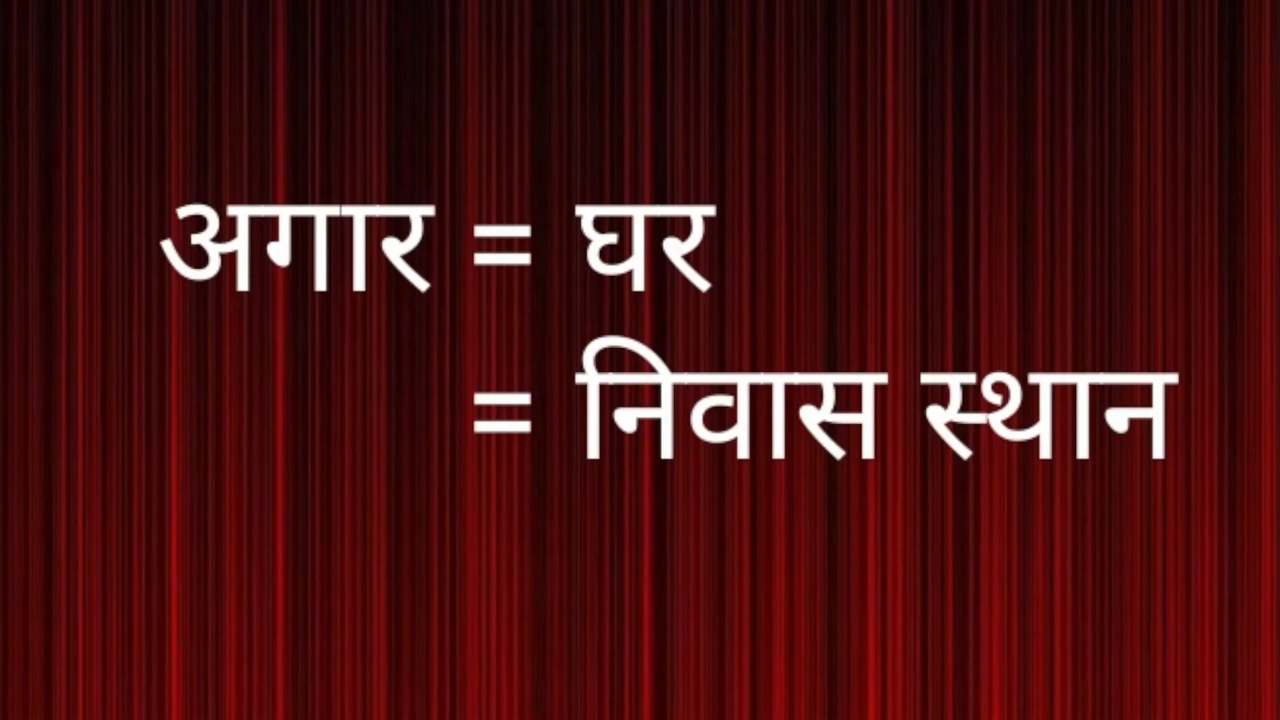 अगार = घर
= निवास स्थान